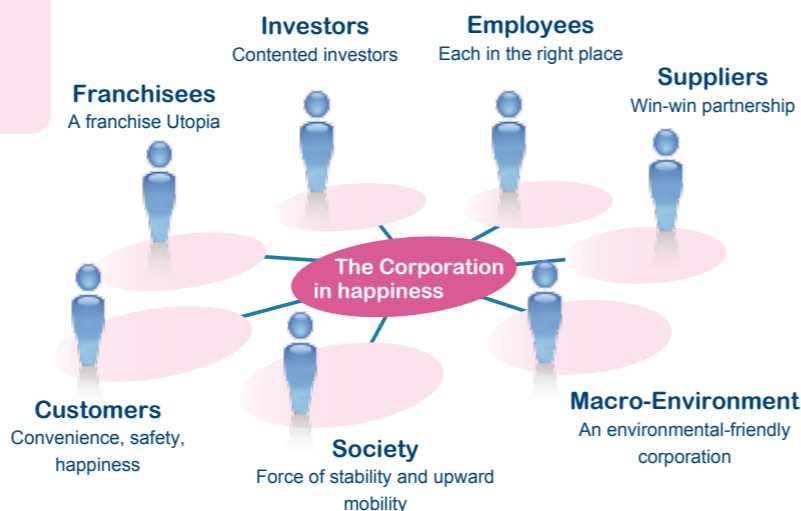 Investors
Contented investors
Employees
Each in the right place
Suppliers
Win-win partnership
Franchisees
A franchise Utopia
The Corporation
in happiness
Customers
Convenience, safety,
happiness
Society
Force of stability and upward
mobility
Macro-Environment
An environmental-friendly
corporation